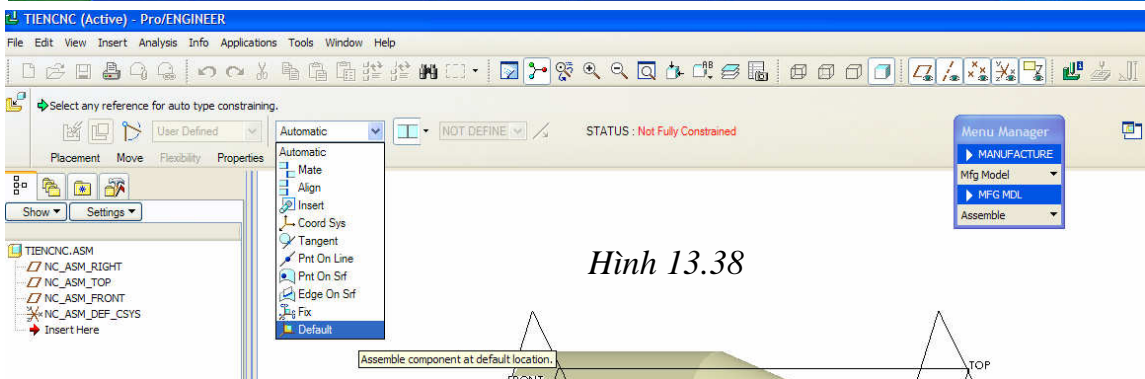 TIENCNC (Active) - Pro/ENGINEER
File Edit View Insert Analysis Info Applications Tools Window Help
Select any reference for auto type constraining.
User Defined Automatic NOT DEFINE STATUS : Not Fully Constrained
Placement Move Flexibility Properties
Automatic
Mate
Align
Insert
Coord Sys
Tangent
Pnt On Line
Pnt On Srf
Edge On Srf
Fix
Default
Assemble component at default location.
Menu Manager
MANUFACTURE
Mfg Model
MFG MDL
Assemble
Show Settings
TIENCNC.ASM
NC_ASM_RIGHT
NC_ASM_TOP
NC_ASM_FRONT
NC_ASM_DEF_CSYS
Insert Here
Hình 13.38
TOP
FRONT